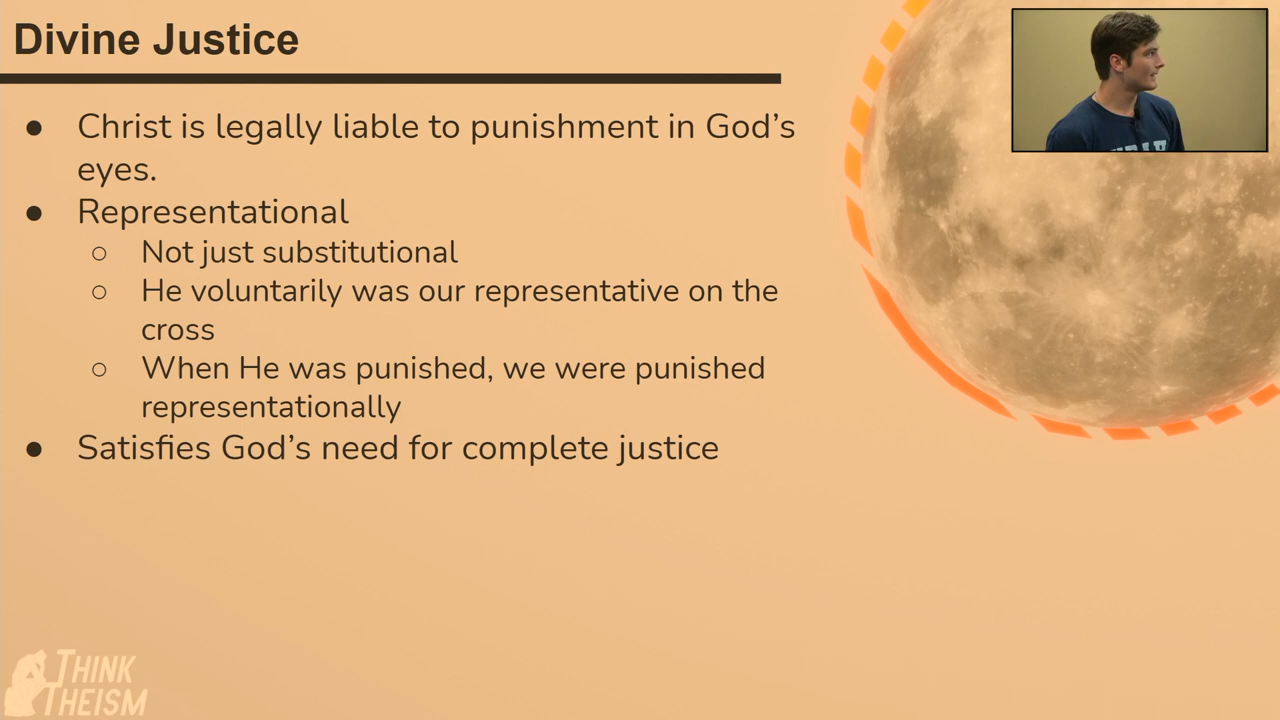 Divine Justice
● Christ is legally liable to punishment in God’s
eyes.
● Representational
○ Not just substitutional
○ He voluntarily was our representative on the
cross
○ When He was punished, we were punished
representationally
● Satisfies God’s need for complete justice
THINK
THEISM